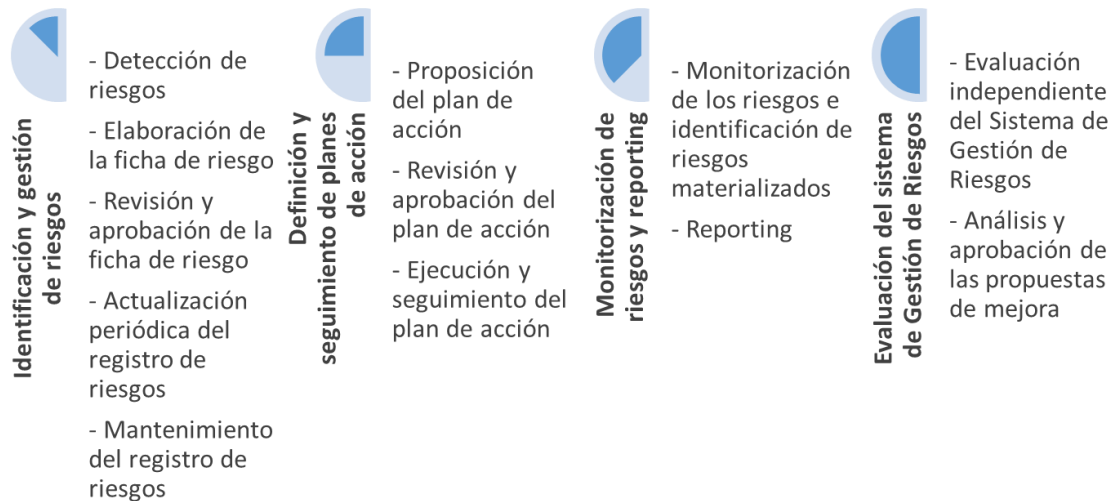 Identificación y gestión
de riesgos
- Detección de
riesgos
- Elaboración de
la ficha de riesgo
- Revisión y
aprobación de la
ficha de riesgo
- Actualización
periódica del
registro de
riesgos
- Mantenimiento
del registro de
riesgos
Definición y
seguimiento de planes
de acción
- Proposición
del plan de
acción
- Revisión y
aprobación del
plan de acción
- Ejecución y
seguimiento del
plan de acción
Monitorización de
riesgos y reporting
- Monitorización
de los riesgos e
identificación de
riesgos
materializados
- Reporting
Evaluación del sistema
de Gestión de Riesgos
- Evaluación
independiente
del Sistema de
Gestión de
Riesgos
- Análisis y
aprobación de
las propuestas
de mejora